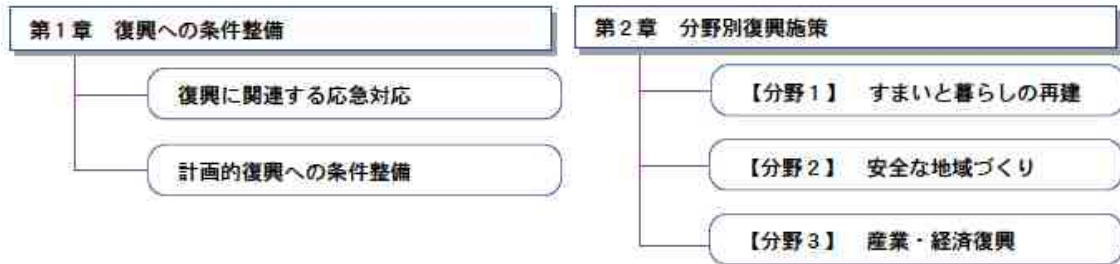 第１章　復興への条件整備
復興に関連する応急対応
計画的復興への条件整備
第２章　分野別復興施策
【分野１】　すまいと暮らしの再建
【分野２】　安全な地域づくり
【分野３】　産業・経済復興